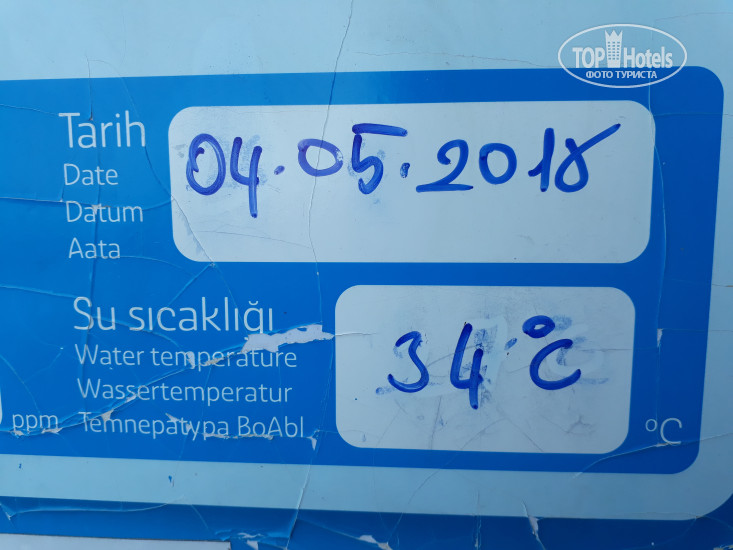 TOP Hotels
ФОТО ТУРИСТА
Tarih
Date
Datum
Aata
04.05.2018
Su sıcaklığı
Water temperature
Wassertemperatur
ppm Temnepatypa BoAbl
34°C
°C